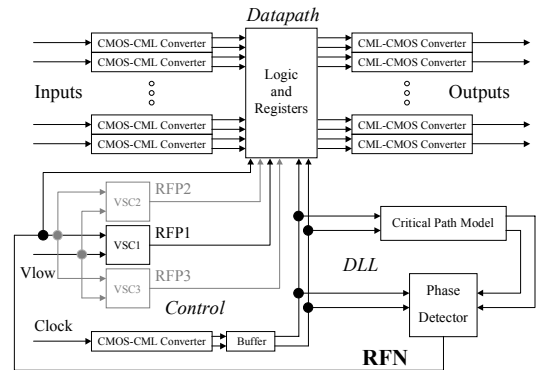 Datapath
CMOS-CML Converter
CML-CMOS Converter
CMOS-CML Converter
CML-CMOS Converter
Logic
and
Registers
Inputs
Outputs
CMOS-CML Converter
CML-CMOS Converter
CMOS-CML Converter
CML-CMOS Converter
RFP2
VSC2
RFP1
VSC1
Critical Path Model
Vlow
RFP3
VSC3
DLL
Control
Phase
Detector
Clock
CMOS-CML Converter
Buffer
RFN